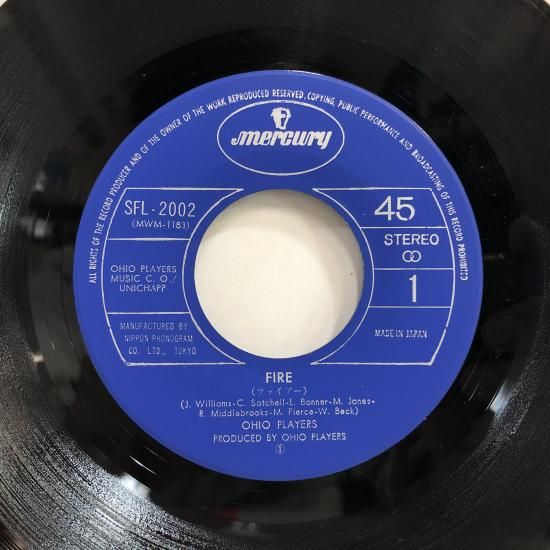 ALL RIGHTS OF THE RECORD PRODUCER AND OF THE OWNER OF THE WORK REPRODUCED RESERVED. COPYING, PUBLIC PERFORMANCE AND BROADCASTING OF THIS RECORD PROHIBITED
mercury
SFL-2002
(MWM-1183)
OHIO PLAYERS
MUSIC C. O./
UNICHAPP
MANUFACTURED BY
NIPPON PHONOGRAM
CO. LTD., TOKYO
45
STEREO
1
MADE IN JAPAN
FIRE
(ファイアー)
(J. Williams-C. Satchell-L. Bonner-M. Jones-
R. Middlebrooks-M. Pierce-W. Beck)
OHIO PLAYERS
PRODUCED BY OHIO PLAYERS
①